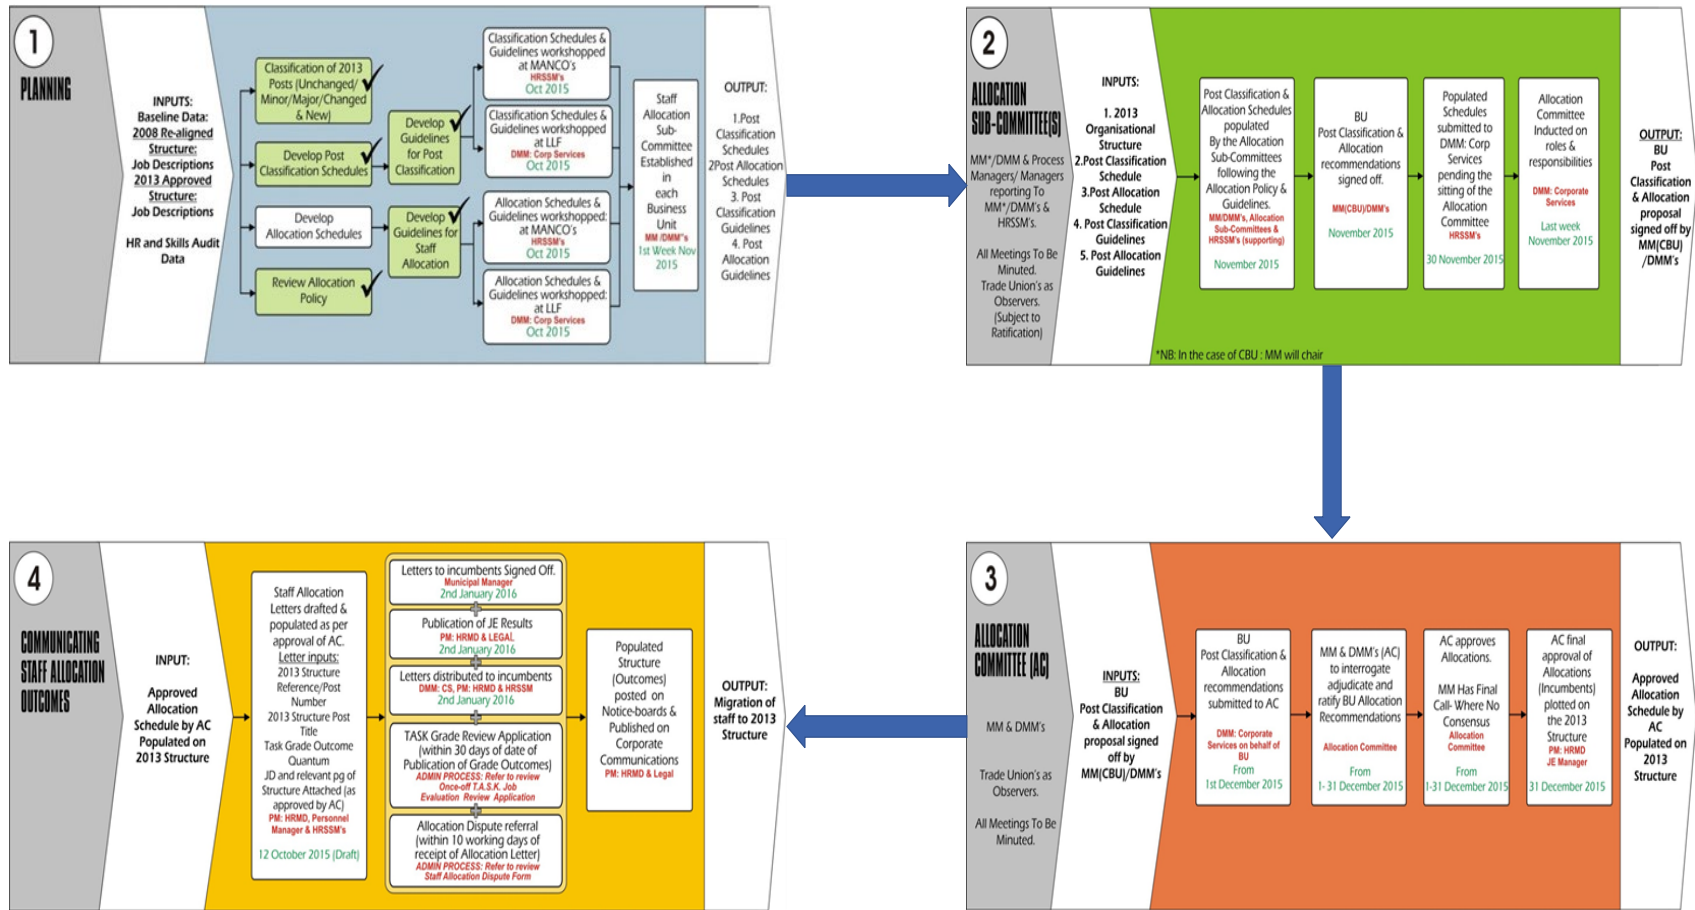 1
PLANNING
INPUTS:
Baseline Data:
2008 Re-aligned
Structure:
Job Descriptions
2013 Approved
Structure:
Job Descriptions
HR and Skills Audit
Data
Classification of 2013
Posts (Unchanged/
Minor/Major/Changed
& New)
Develop Post
Classification Schedules
Develop
Allocation Schedules
Review Allocation
Policy
Develop
Guidelines
for Post
Classification
Develop
Guidelines for
Staff
Allocation
Classification Schedules &
Guidelines workshopped
at MANCO's
HRSSM's
Oct 2015
Classification Schedules &
Guidelines workshopped
at LLF
DMM: Corp Services
Oct 2015
Allocation Schedules &
Guidelines workshopped:
at MANCO's
HRSSM's
Oct 2015
Allocation Schedules &
Guidelines workshopped:
at LLF
DMM: Corp Services
Oct 2015
Staff
Allocation
Sub-
Committee
Established
in
each
Business
Unit
MM /DMM"s
1st Week Nov
2015
OUTPUT:
1.Post
Classification
Schedules
2Post Allocation
Schedules
3. Post
Classification
Guidelines
4. Post
Allocation
Guidelines
2
ALLOCATION
SUB-COMMITTEE(S)
MM*/DMM & Process
Managers/ Managers
reporting To
MM*/DMM's &
HRSSM's.
All Meetings To Be
Minuted.
Trade Union's as
Observers.
(Subject to
Ratification)
INPUTS:
1. 2013
Organisational
Structure
2.Post Classification
Schedule
3.Post Allocation
Schedule
4. Post Classification
Guidelines
5. Post Allocation
Guidelines
Post Classification &
Allocation Schedules
populated
By the Allocation
Sub-Committees
following the
Allocation Policy &
Guidelines.
MM/DMM's, Allocation
Sub-Committees &
HRSSM's (supporting)
November 2015
BU
Post Classification &
Allocation
recommendations
signed off.
MM(CBU)/DMM's
November 2015
Populated
Schedules
submitted to
DMM: Corp
Services
pending the
sitting of the
Allocation
Committee
HRSSM's
30 November 2015
Allocation
Committee
Inducted on
roles &
responsibilities
DMM: Corporate
Services
Last week
November 2015
*NB: In the case of CBU : MM will chair
OUTPUT:
BU
Post
Classification
& Allocation
proposal
signed off by
MM(CBU)
/DMM's
3
ALLOCATION
COMMITTEE (AC)
MM & DMM's
Trade Union's as
Observers.
All Meetings To Be
Minuted.
INPUTS:
BU
Post Classification
& Allocation
proposal signed
off by
MM(CBU)/DMM's
BU
Post Classification &
Allocation
recommendations
submitted to AC
DMM: Corporate
Services on behalf of
BU
From
1st December 2015
MM & DMM's (AC)
to interrogate
adjudicate and
ratify BU Allocation
Recommendations
Allocation Committee
From
1- 31 December 2015
AC approves
Allocations.
MM Has Final
Call- Where No
Consensus
Allocation
Committee
From
1-31 December 2015
AC final
approval of
Allocations
(Incumbents)
plotted on
the 2013
Structure
PM: HRMD
JE Manager
31 December 2015
OUTPUT:
Approved
Allocation
Schedule by
AC
Populated on
2013
Structure
4
COMMUNICATING
STAFF ALLOCATION
OUTCOMES
INPUT:
Approved
Allocation
Schedule by AC
Populated on
2013 Structure
Staff Allocation
Letters drafted &
populated as per
approval of AC.
Letter inputs:
2013 Structure
Reference/Post
Number
2013 Structure Post
Title
Task Grade Outcome
Quantum
JD and relevant pg of
Structure Attached (as
approved by AC)
PM: HRMD, Personnel
Manager & HRSSM's
12 October 2015 (Draft)
Letters to incumbents Signed Off.
Municipal Manager
2nd January 2016
Publication of JE Results
PM: HRMD & LEGAL
2nd January 2016
Letters distributed to incumbents
DMM: CS, PM: HRMD & HRSSM
2nd January 2016
TASK Grade Review Application
(within 30 days of date of
Publication of Grade Outcomes)
ADMIN PROCESS: Refer to review
Once-off T.A.S.K. Job
Evaluation Review Application
Allocation Dispute referral
(within 10 working days of
receipt of Allocation Letter)
ADMIN PROCESS: Refer to review
Staff Allocation Dispute Form
Populated
Structure
(Outcomes)
posted on
Notice-boards &
Published on
Corporate
Communications
PM: HRMD & Legal
OUTPUT:
Migration of
staff to 2013
Structure